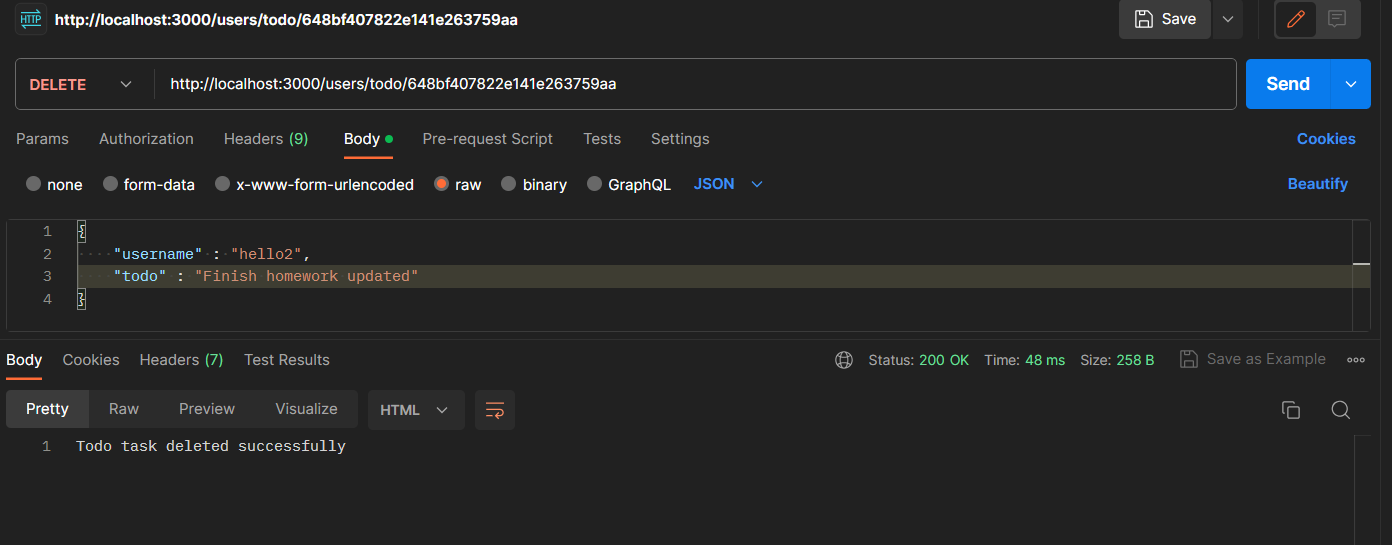 HTTP http://localhost:3000/users/todo/648bf407822e141e263759aa Save
DELETE http://localhost:3000/users/todo/648bf407822e141e263759aa Send
Params Authorization Headers (9) Body Pre-request Script Tests Settings Cookies
none form-data x-www-form-urlencoded raw binary GraphQL JSON Beautify
1 {
2 "username" : "hello2",
3 "todo" : "Finish homework updated"
4 }
Body Cookies Headers (7) Test Results Status: 200 OK Time: 48 ms Size: 258 B Save as Example
Pretty Raw Preview Visualize HTML
1 Todo task deleted successfully